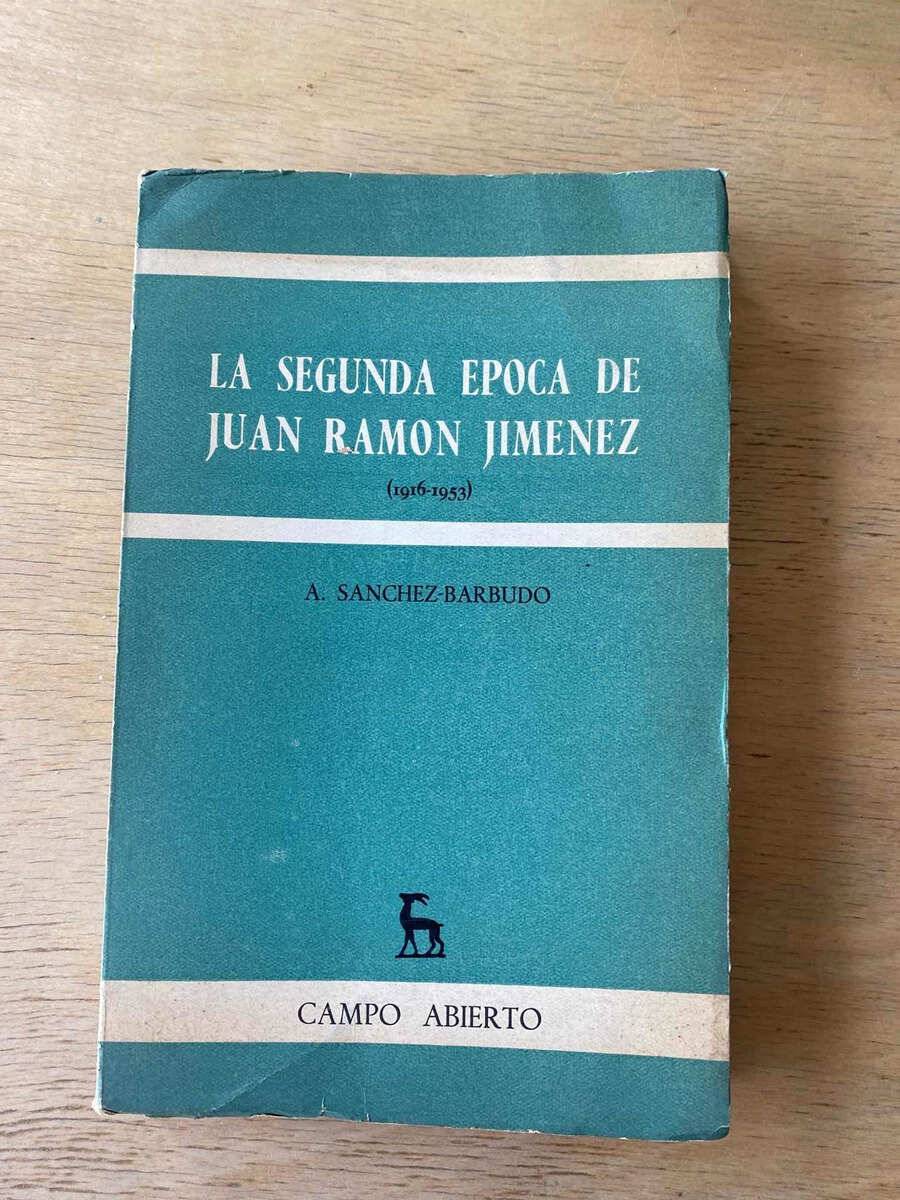 LA SEGUNDA EPOCA DE
JUAN RAMON JIMENEZ
(1916-1953)
A. SANCHEZ-BARBUDO
CAMPO ABIERTO